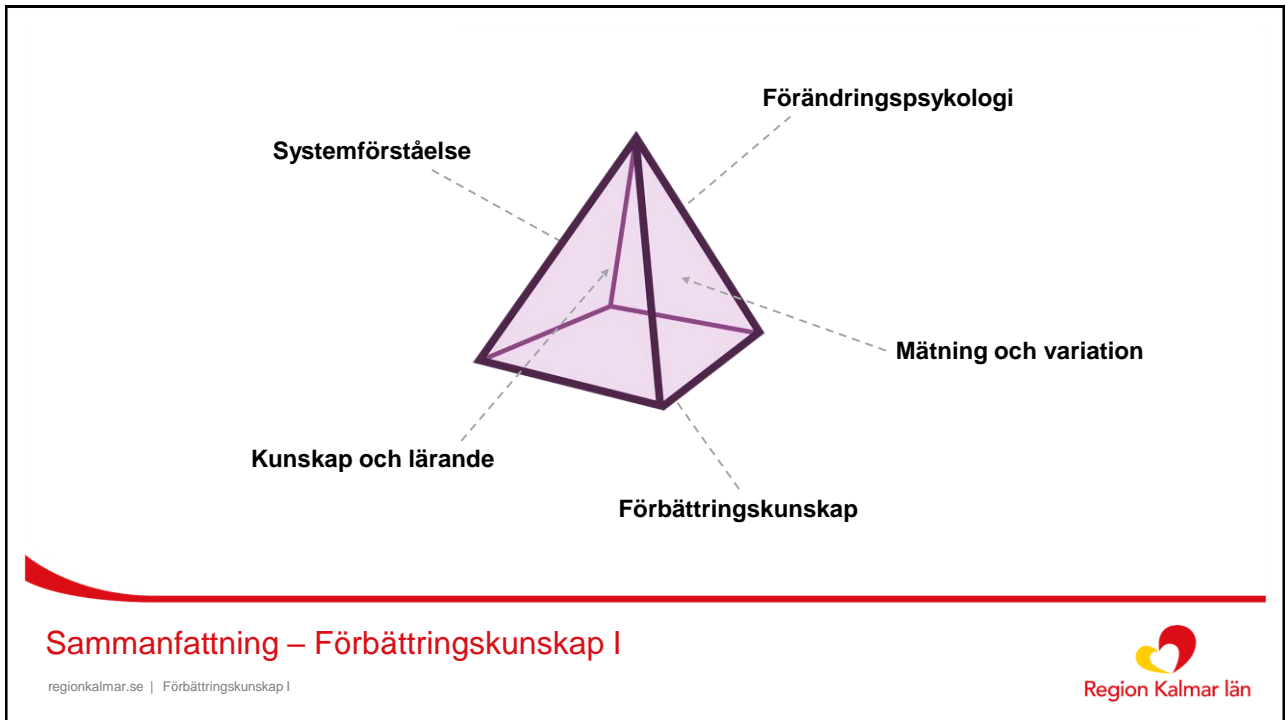 Förändringspsykologi
Systemförståelse
Mätning och variation
Kunskap och lärande
Förbättringskunskap
Sammanfattning – Förbättringskunskap I
regionkalmar.se | Förbättringskunskap I
Region Kalmar län